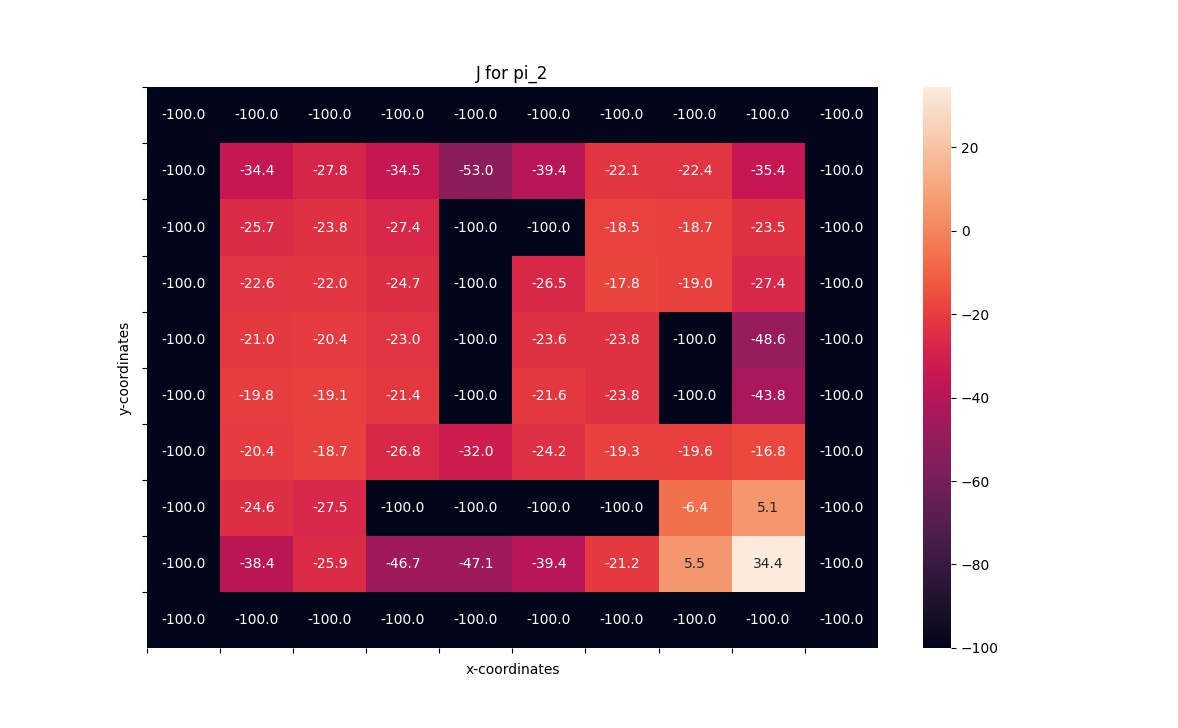 J for pi_2
-100.0 -100.0 -100.0 -100.0 -100.0 -100.0 -100.0 -100.0 -100.0 -100.0
-100.0 -34.4 -27.8 -34.5 -53.0 -39.4 -22.1 -22.4 -35.4 -100.0
-100.0 -25.7 -23.8 -27.4 -100.0 -100.0 -18.5 -18.7 -23.5 -100.0
-100.0 -22.6 -22.0 -24.7 -100.0 -26.5 -17.8 -19.0 -27.4 -100.0
-100.0 -21.0 -20.4 -23.0 -100.0 -23.6 -23.8 -100.0 -48.6 -100.0
-100.0 -19.8 -19.1 -21.4 -100.0 -21.6 -23.8 -100.0 -43.8 -100.0
-100.0 -20.4 -18.7 -26.8 -32.0 -24.2 -19.3 -19.6 -16.8 -100.0
-100.0 -24.6 -27.5 -100.0 -100.0 -100.0 -100.0 -6.4 5.1 -100.0
-100.0 -38.4 -25.9 -46.7 -47.1 -39.4 -21.2 5.5 34.4 -100.0
-100.0 -100.0 -100.0 -100.0 -100.0 -100.0 -100.0 -100.0 -100.0 -100.0
y-coordinates
x-coordinates
20
0
−20
−40
−60
−80
−100